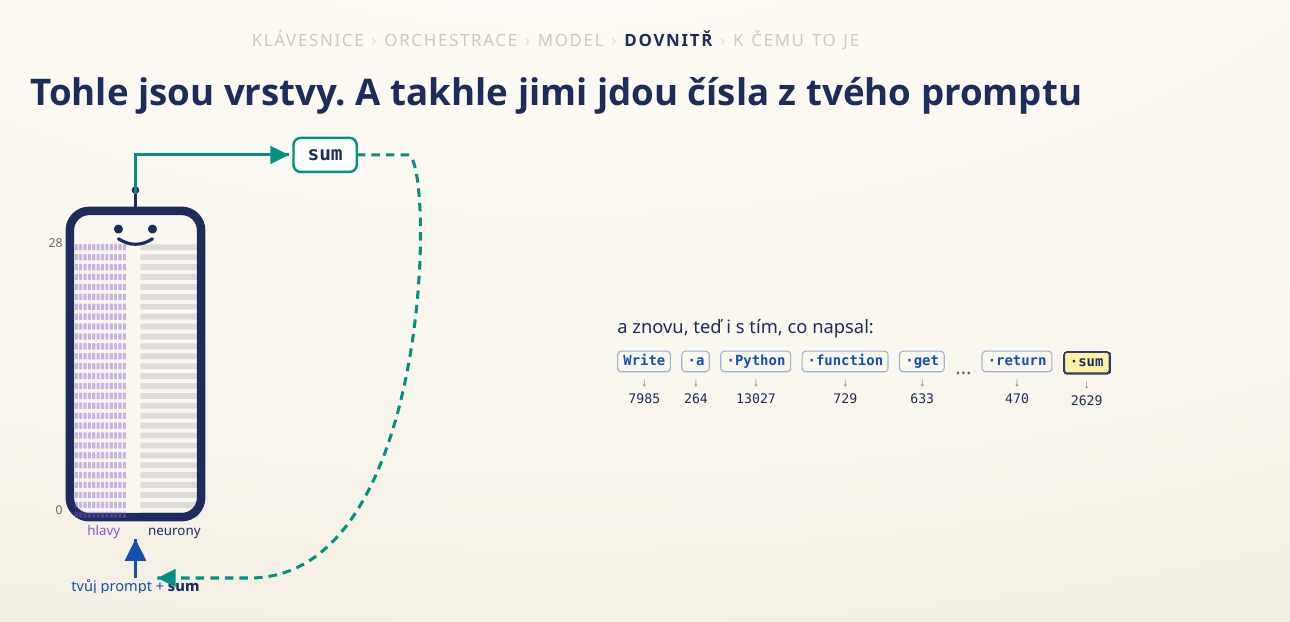 KLÁVESNICE › ORCHESTRACE › MODEL › DOVNITŘ › K ČEMU TO JE
Tohle jsou vrstvy. A takhle jimi jdou čísla z tvého promptu
sum
28
0
hlavy neurony
tvůj prompt + sum
a znovu, teď i s tím, co napsal:
Write ·a ·Python ·function ·get … ·return ·sum
↓ ↓ ↓ ↓ ↓ ↓ ↓
7985 264 13027 729 633 470 2629